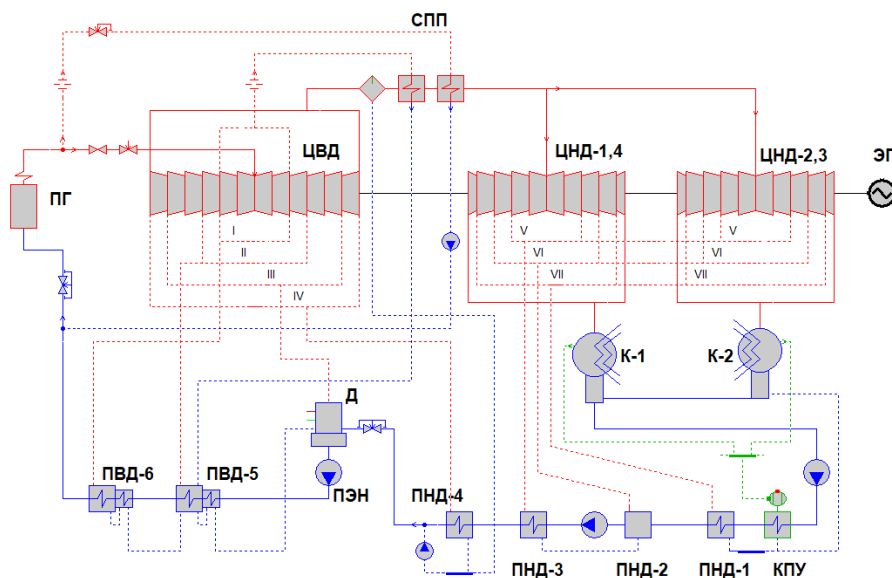 СПП
ЦВД
ЦНД-1,4
ЦНД-2,3
ЭГ
ПГ
I
V
V
II
VI
VI
III
VII
VII
IV
К-1
К-2
Д
ПВД-6
ПВД-5
ПЭН
ПНД-4
ПНД-3
ПНД-2
ПНД-1
КПУ